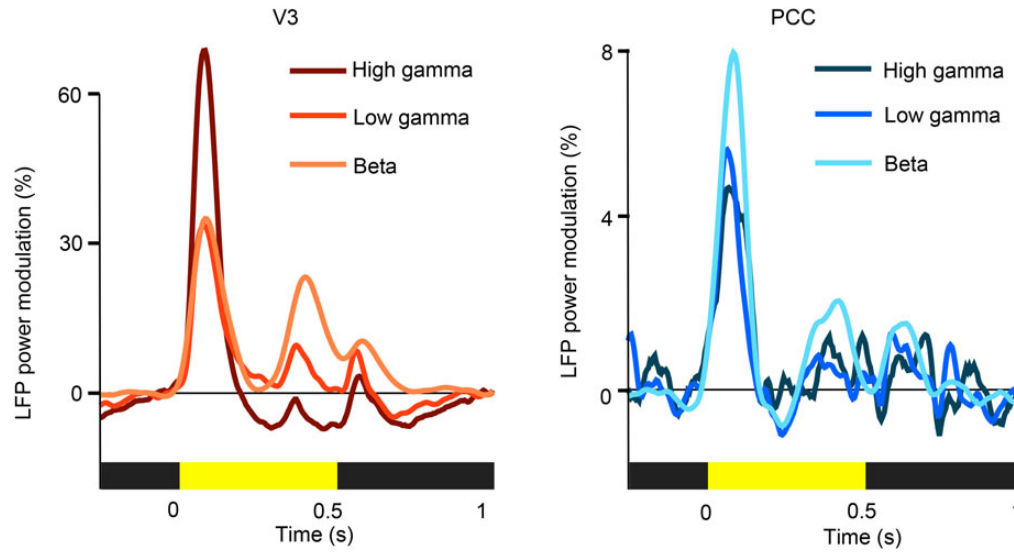 V3
High gamma
Low gamma
Beta
LFP power modulation (%)
60
30
0
0
0.5
1
Time (s)
PCC
High gamma
Low gamma
Beta
LFP power modulation (%)
8
4
0
0
0.5
1
Time (s)